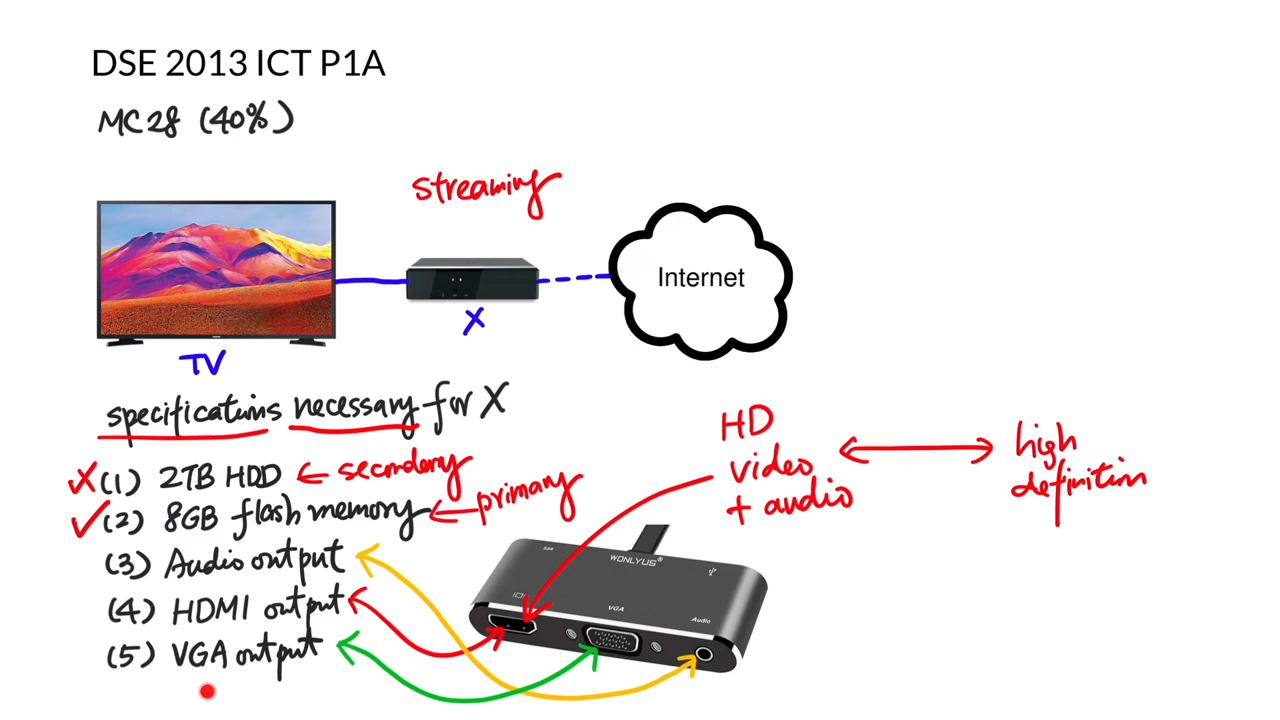 DSE 2013 ICT P1A
MC28 (40%)
streaming
Internet
X
TV
specifications necessary for X
✗(1) 2TB HDD ← secondary
✓(2) 8GB flash memory ← primary
(3) Audio output
(4) HDMI output
(5) VGA output
HD
video
+ audio
high
definition
WONLYUS®
VGA
Audio